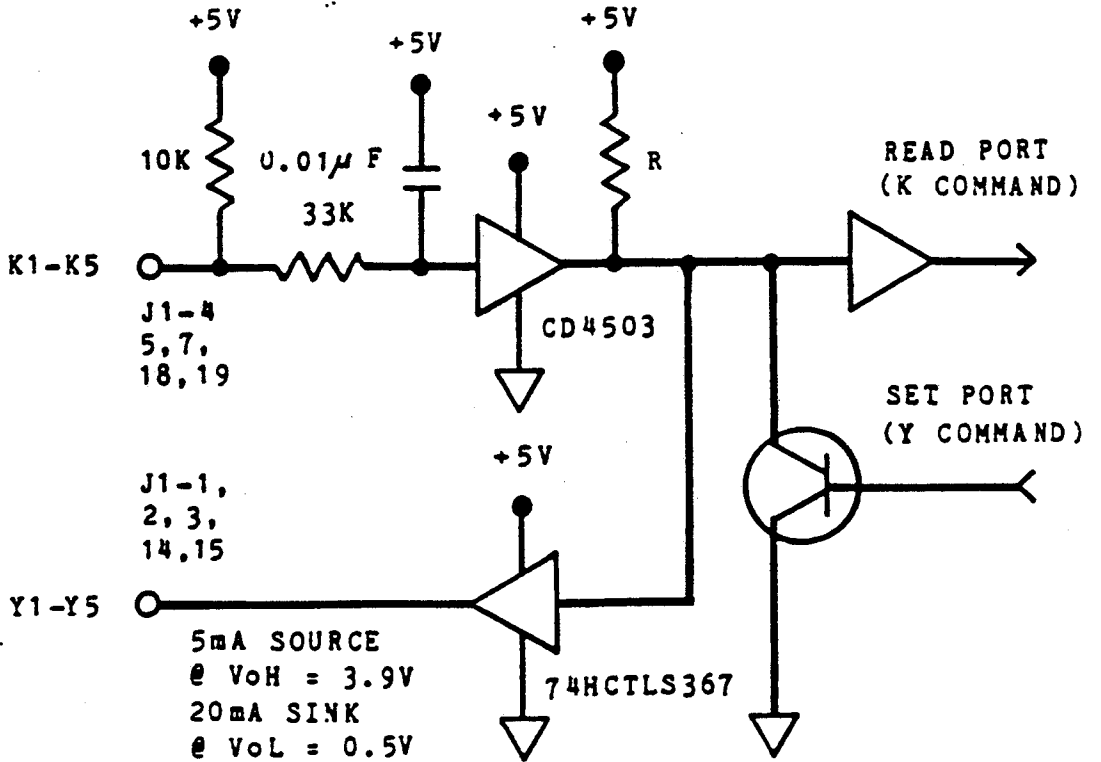 +5V
+5V
+5V
+5V
10K
0.01μF
R
READ PORT
(K COMMAND)
33K
K1-K5
J1-4
5,7,
18,19
CD4503
SET PORT
(Y COMMAND)
+5V
J1-1,
2,3,
14,15
Y1-Y5
5mA SOURCE
@ VoH = 3.9V
20mA SINK
@ VoL = 0.5V
74HCTLS367